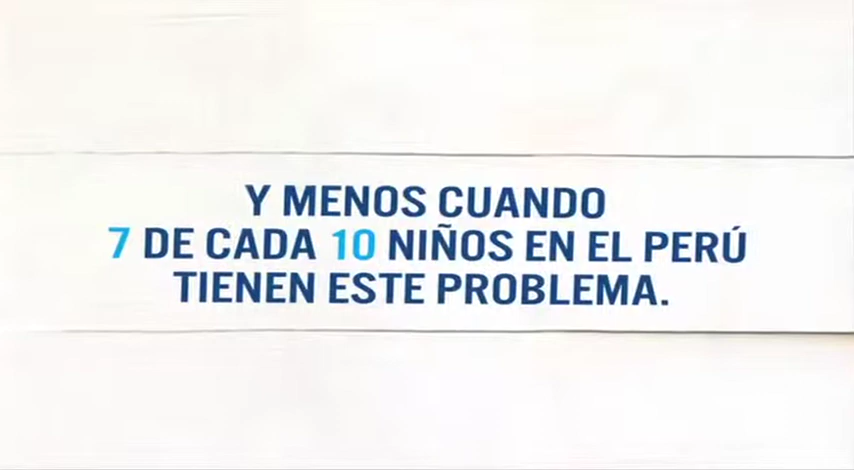 Y MENOS CUANDO
7 DE CADA 10 NIÑOS EN EL PERÚ
TIENEN ESTE PROBLEMA.